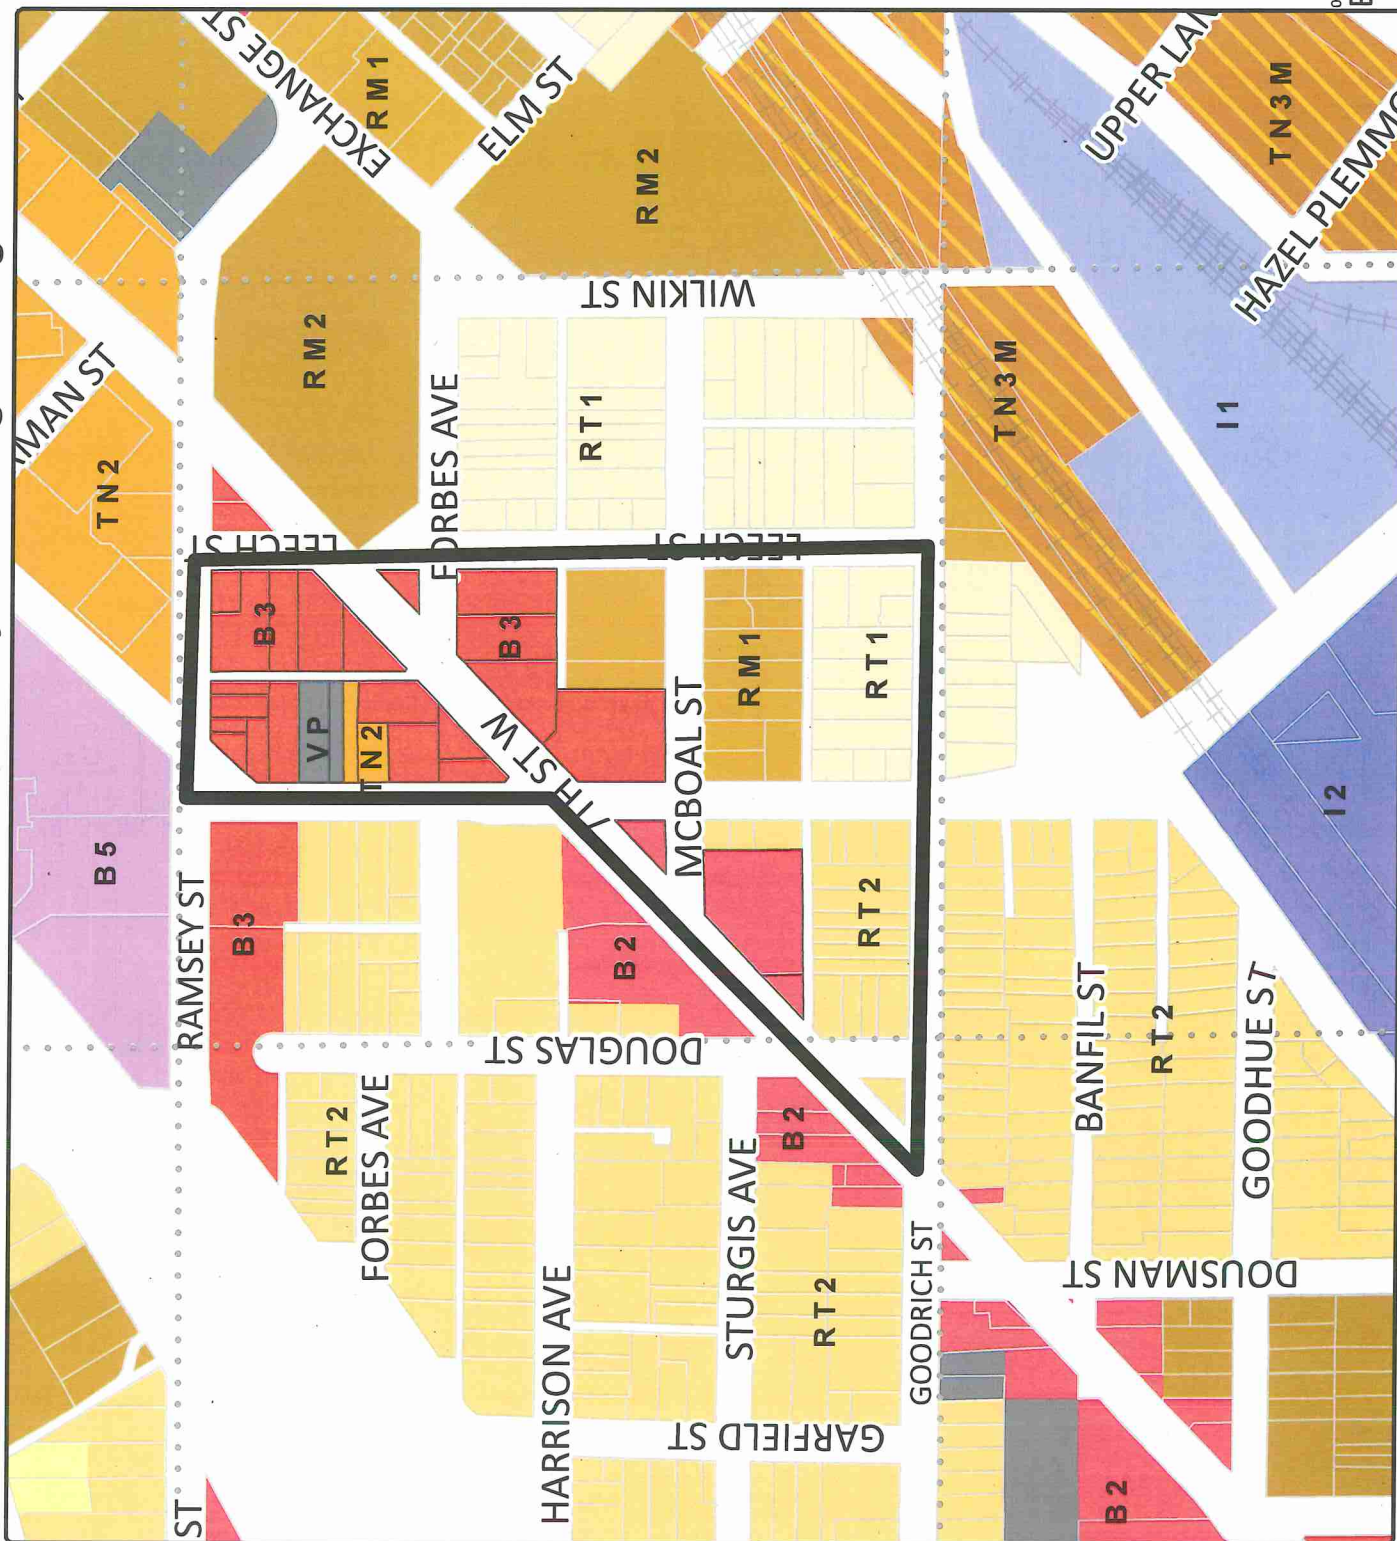 B5
TN2
MAN ST
ST
RAMSEY ST
B3
B3
EXCHANGE ST
RT2
VP
LEECH ST
RM2
FORBES AVE
TN2
RM1
FORBES AVE
B3
7TH ST W
ELM ST
HARRISON AVE
DOUGLAS ST
RT1
B2
WILKIN ST
RM2
MCBOAL ST
LEECH ST
STURGIS AVE
RM1
GARFIELD ST
B2
RT2
RT2
RT1
GOODRICH ST
TN3M
BANFIL ST
B2
RT2
UPPER LAN
DOUSMAN ST
I1
GOODHUE ST
HAZEL PLEMMO
TN3M
I2